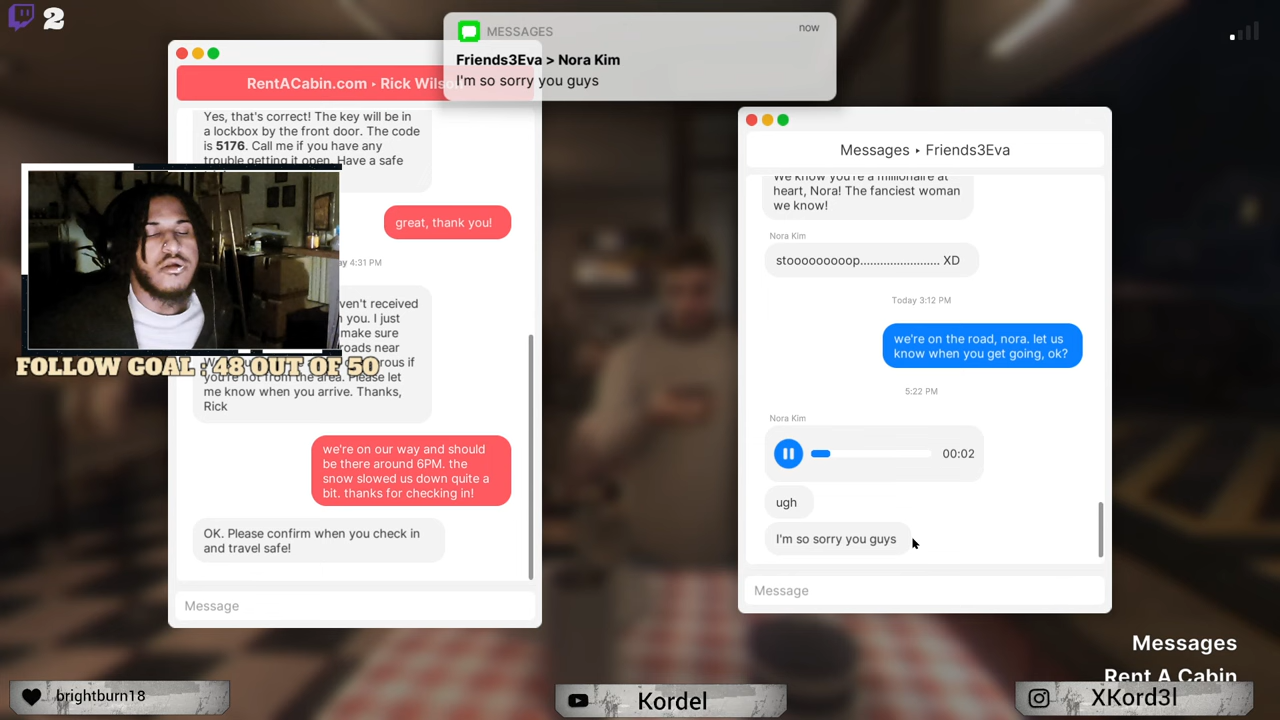 2
MESSAGES
now
Friends3Eva > Nora Kim
I'm so sorry you guys
RentACabin.com ▸ Rick
Yes, that's correct! The key will be
in a lockbox by the front door. The code
is 5176. Call me if you have any
trouble getting it open. Have a safe
great, thank you!
4:31 PM
haven't received
you. I just
make sure
roads near
if
you're not from the area. Please let
me know when you arrive. Thanks,
Rick
we're on our way and should
be there around 6PM. the
snow slowed us down quite a
bit. thanks for checking in!
OK. Please confirm when you check in
and travel safe!
Message
FOLLOW GOAL : 48 OUT OF 50
Messages ▸ Friends3Eva
We know you're a millionaire at
heart, Nora! The fanciest woman
we know!
Nora Kim
stooooooooop........................ XD
Today 3:12 PM
we're on the road, nora. let us
know when you get going, ok?
5:22 PM
Nora Kim
00:02
ugh
I'm so sorry you guys
Message
Messages
Rent A Cabin
brightburn18
Kordel
XKord3l